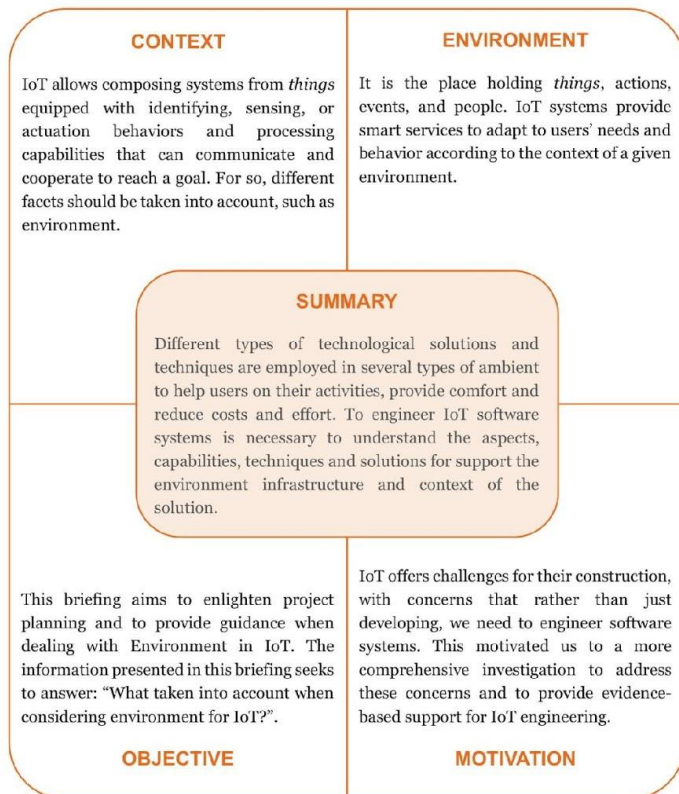 CONTEXT
IoT allows composing systems from things
equipped with identifying, sensing, or
actuation behaviors and processing
capabilities that can communicate and
cooperate to reach a goal. For so, different
facets should be taken into account, such as
environment.
ENVIRONMENT
It is the place holding things, actions,
events, and people. IoT systems provide
smart services to adapt to users' needs and
behavior according to the context of a given
environment.
SUMMARY
Different types of technological solutions and
techniques are employed in several types of ambient
to help users on their activities, provide comfort and
reduce costs and effort. To engineer IoT software
systems is necessary to understand the aspects,
capabilities, techniques and solutions for support the
environment infrastructure and context of the
solution.
This briefing aims to enlighten project
planning and to provide guidance when
dealing with Environment in IoT. The
information presented in this briefing seeks
to answer: “What taken into account when
considering environment for IoT?”.
OBJECTIVE
IoT offers challenges for their construction,
with concerns that rather than just
developing, we need to engineer software
systems. This motivated us to a more
comprehensive investigation to address
these concerns and to provide evidence-
based support for IoT engineering.
MOTIVATION